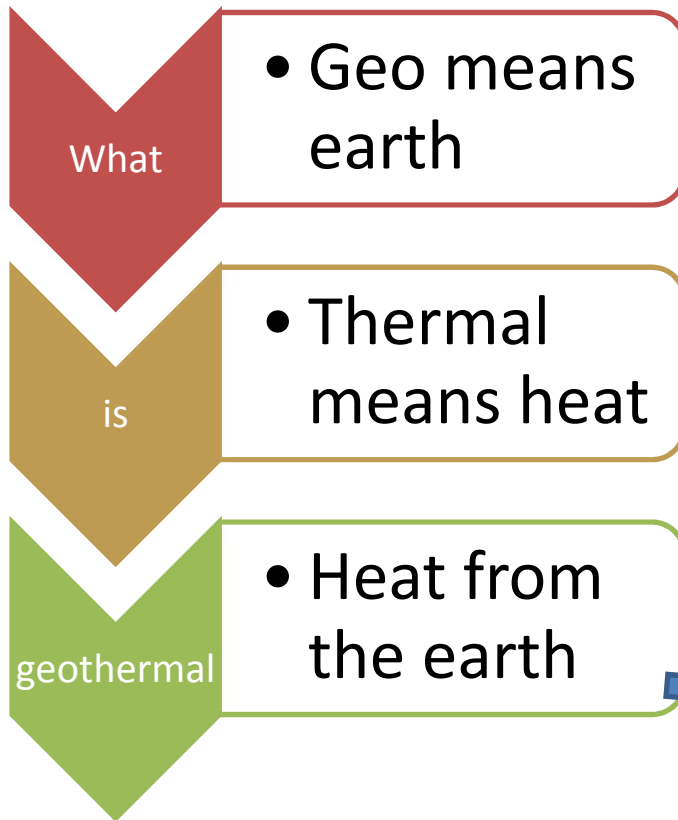 What
• Geo means
earth
is
• Thermal
means heat
geothermal
• Heat from
the earth